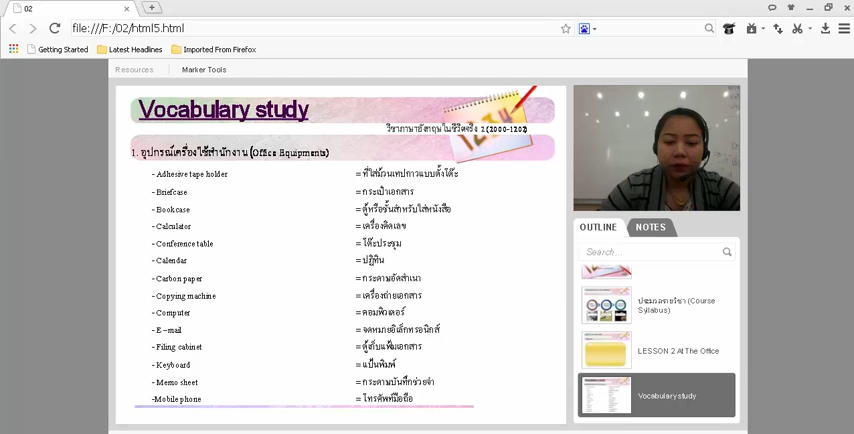 02
file:///F:/02/html5.html
Getting Started
Latest Headlines
Imported From Firefox
Resources
Marker Tools
Vocabulary study
วิชาภาษาอังกฤษในชีวิตจริง 2 (2000-1202)
1. อุปกรณ์เครื่องใช้สำนักงาน (Office Equipments)
- Adhesive tape holder = ที่ใส่ม้วนเทปกาวแบบตั้งโต๊ะ
- Briefcase = กระเป๋าเอกสาร
- Bookcase = ตู้หรือชั้นสำหรับใส่หนังสือ
- Calculator = เครื่องคิดเลข
- Conference table = โต๊ะประชุม
- Calendar = ปฏิทิน
- Carbon paper = กระดาษอัดสำเนา
- Copying machine = เครื่องถ่ายเอกสาร
- Computer = คอมพิวเตอร์
- E – mail = จดหมายอิเล็กทรอนิกส์
- Filing cabinet = ตู้เก็บแฟ้มเอกสาร
- Keyboard = แป้นพิมพ์
- Memo sheet = กระดาษบันทึกช่วยจำ
-Mobile phone = โทรศัพท์มือถือ
OUTLINE
NOTES
Search...
ประมวลรายวิชา (Course
Syllabus)
LESSON 2 At The Office
Vocabulary study